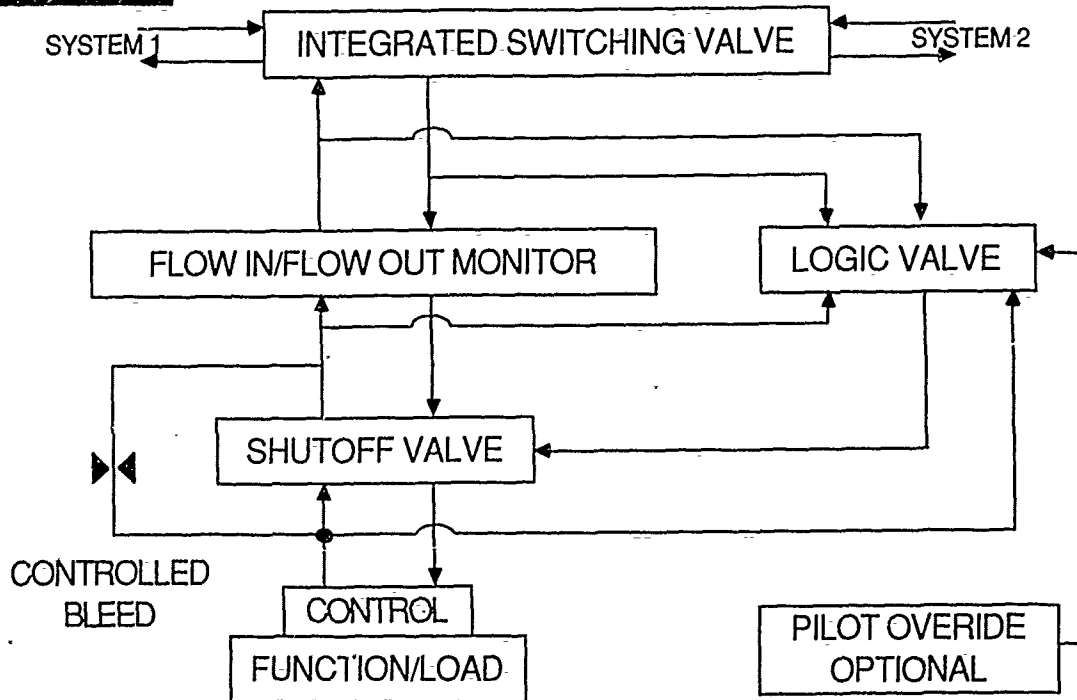 SYSTEM 1
INTEGRATED SWITCHING VALVE
SYSTEM 2
FLOW IN/FLOW OUT MONITOR
LOGIC VALVE
SHUTOFF VALVE
CONTROLLED
BLEED
CONTROL
FUNCTION/LOAD
PILOT OVERIDE
OPTIONAL